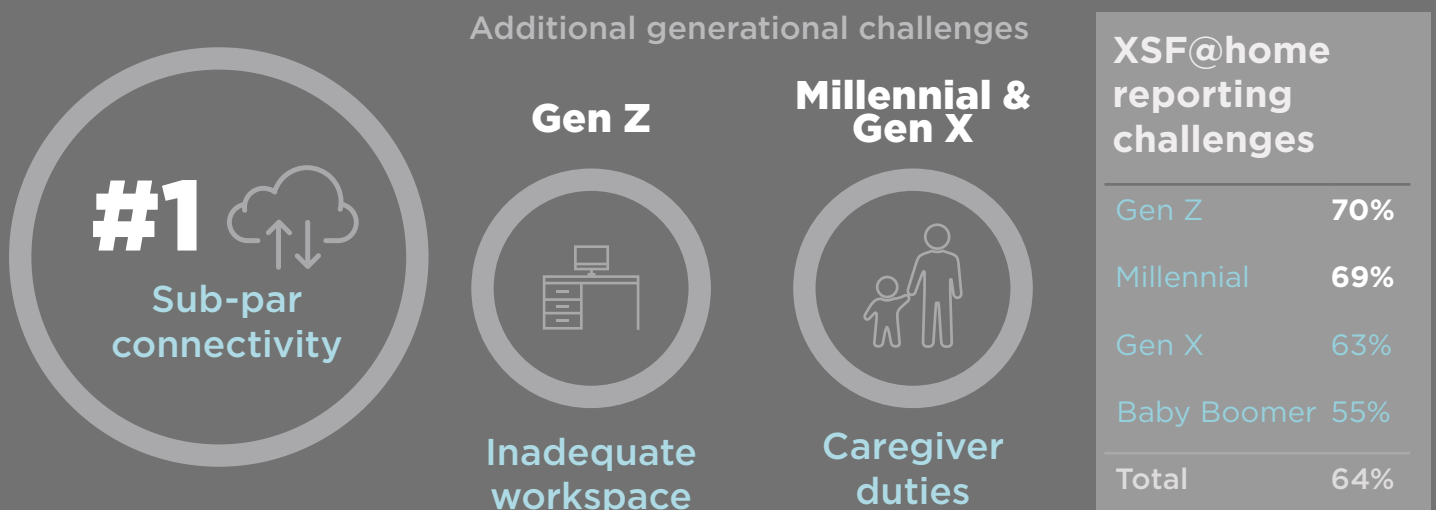 Additional generational challenges
#1
Sub-par
connectivity
Gen Z
Inadequate
workspace
Millennial &
Gen X
Caregiver
duties
XSF@home
reporting
challenges
Gen Z 70%
Millennial 69%
Gen X 63%
Baby Boomer 55%
Total 64%